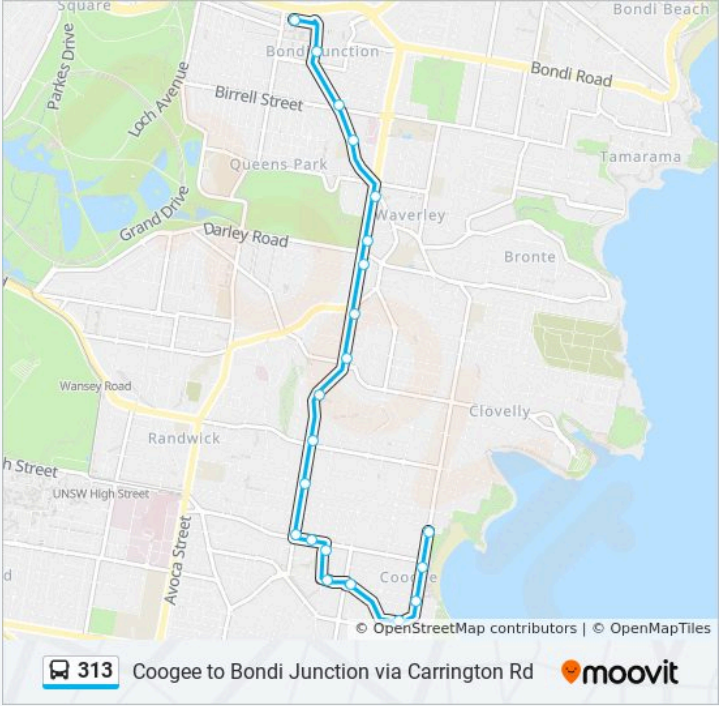 Square
Bondi Beach
Parkes Drive
Bondi Junction
Loch Avenue
Bondi Road
Birrell Street
Tamarama
Queens Park
Grand Drive
Waverley
Darley Road
Bronte
Wansey Road
Clovelly
Randwick
h Street
UNSW High Street
Avoca Street
d
Coogee
© OpenStreetMap contributors | © OpenMapTiles
313 Coogee to Bondi Junction via Carrington Rd moovit